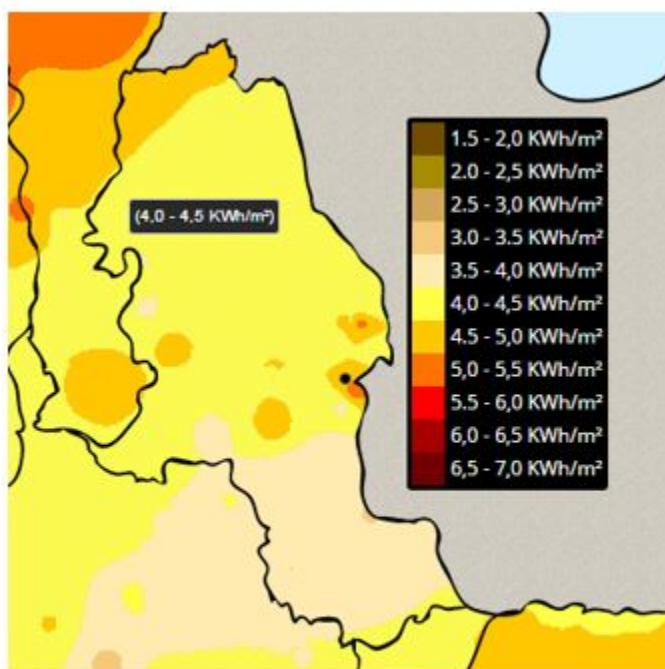 (4,0 - 4,5 KWh/m²)
1.5 - 2,0 KWh/m²
2.0 - 2,5 KWh/m²
2.5 - 3,0 KWh/m²
3.0 - 3.5 KWh/m²
3.5 - 4,0 KWh/m²
4,0 - 4,5 KWh/m²
4.5 - 5,0 KWh/m²
5,0 - 5,5 KWh/m²
5.5 - 6,0 KWh/m²
6,0 - 6,5 KWh/m²
6,5 - 7,0 KWh/m²